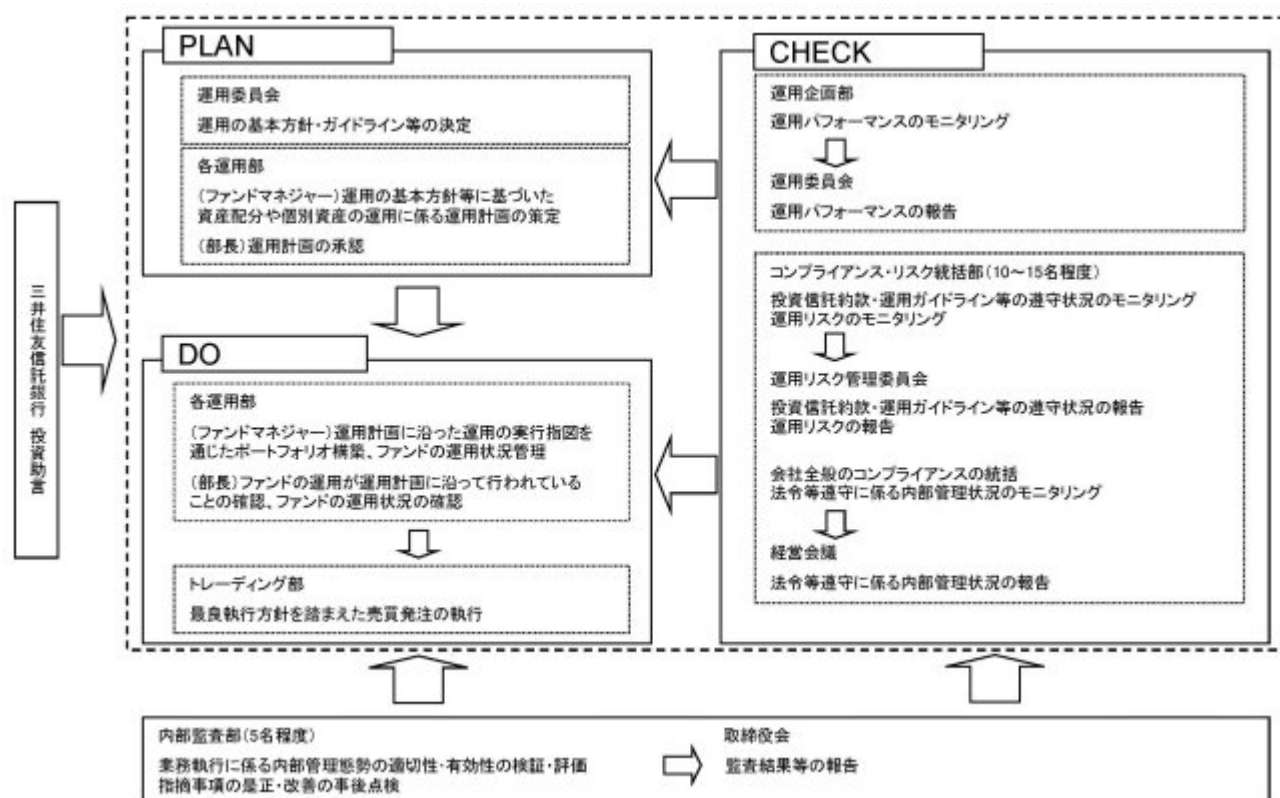 PLAN
運用委員会
運用の基本方針・ガイドライン等の決定
各運用部
(ファンドマネジャー)運用の基本方針等に基づいた
資産配分や個別資産の運用に係る運用計画の策定
(部長)運用計画の承認
DO
各運用部
(ファンドマネジャー)運用計画に沿った運用の実行指図を
通じたポートフォリオ構築、ファンドの運用状況管理
(部長)ファンドの運用が運用計画に沿って行われている
ことの確認、ファンドの運用状況の確認
トレーディング部
最良執行方針を踏まえた売買発注の執行
CHECK
運用企画部
運用パフォーマンスのモニタリング
運用委員会
運用パフォーマンスの報告
コンプライアンス・リスク統括部(10～15名程度)
投資信託約款・運用ガイドライン等の遵守状況のモニタリング
運用リスクのモニタリング
運用リスク管理委員会
投資信託約款・運用ガイドライン等の遵守状況の報告
運用リスクの報告
会社全般のコンプライアンスの統括
法令等遵守に係る内部管理状況のモニタリング
経営会議
法令等遵守に係る内部管理状況の報告
三井住友信託銀行 投資助言
内部監査部(5名程度)
業務執行に係る内部管理態勢の適切性・有効性の検証・評価
指摘事項の是正・改善の事後点検
取締役会
監査結果等の報告